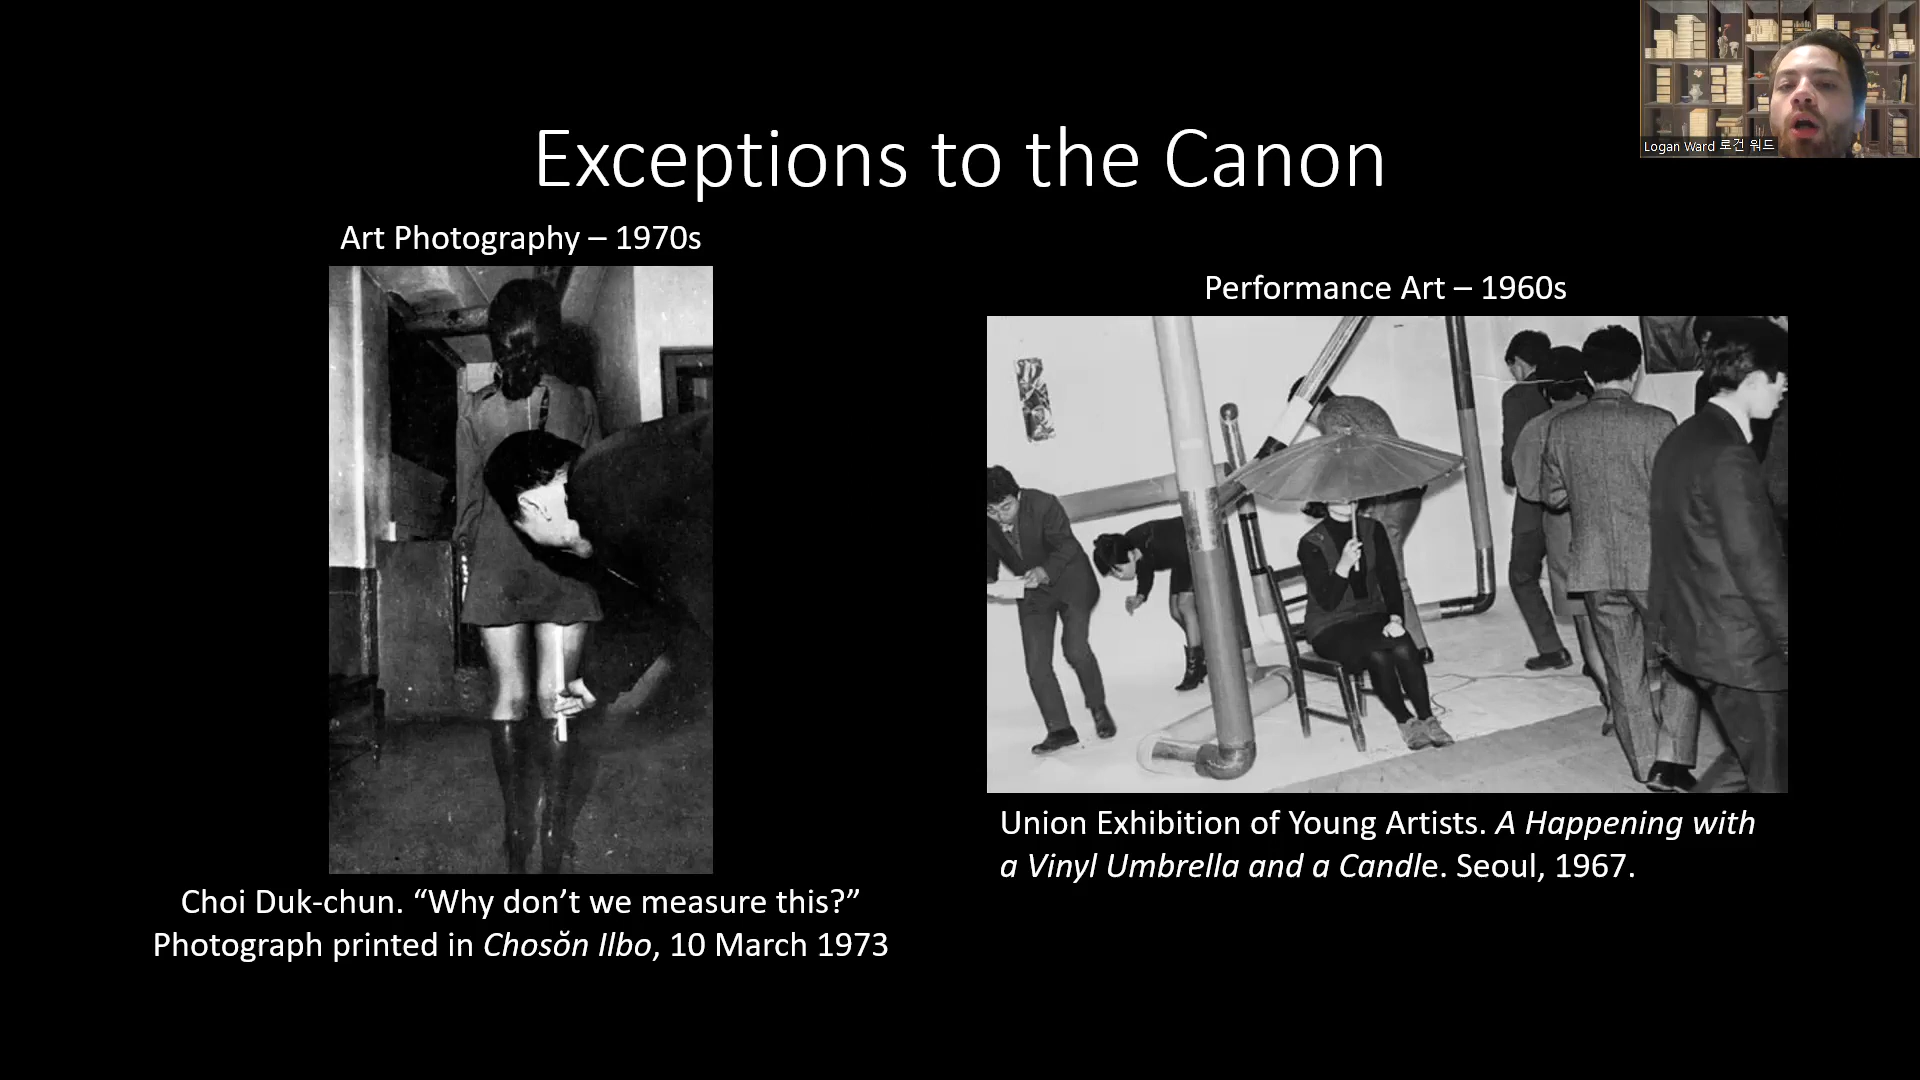 Exceptions to the Canon
Logan Ward 로건 워드
Art Photography – 1970s
Choi Duk-chun. “Why don’t we measure this?”
Photograph printed in Chosŏn Ilbo, 10 March 1973
Performance Art – 1960s
Union Exhibition of Young Artists. A Happening with
a Vinyl Umbrella and a Candle. Seoul, 1967.